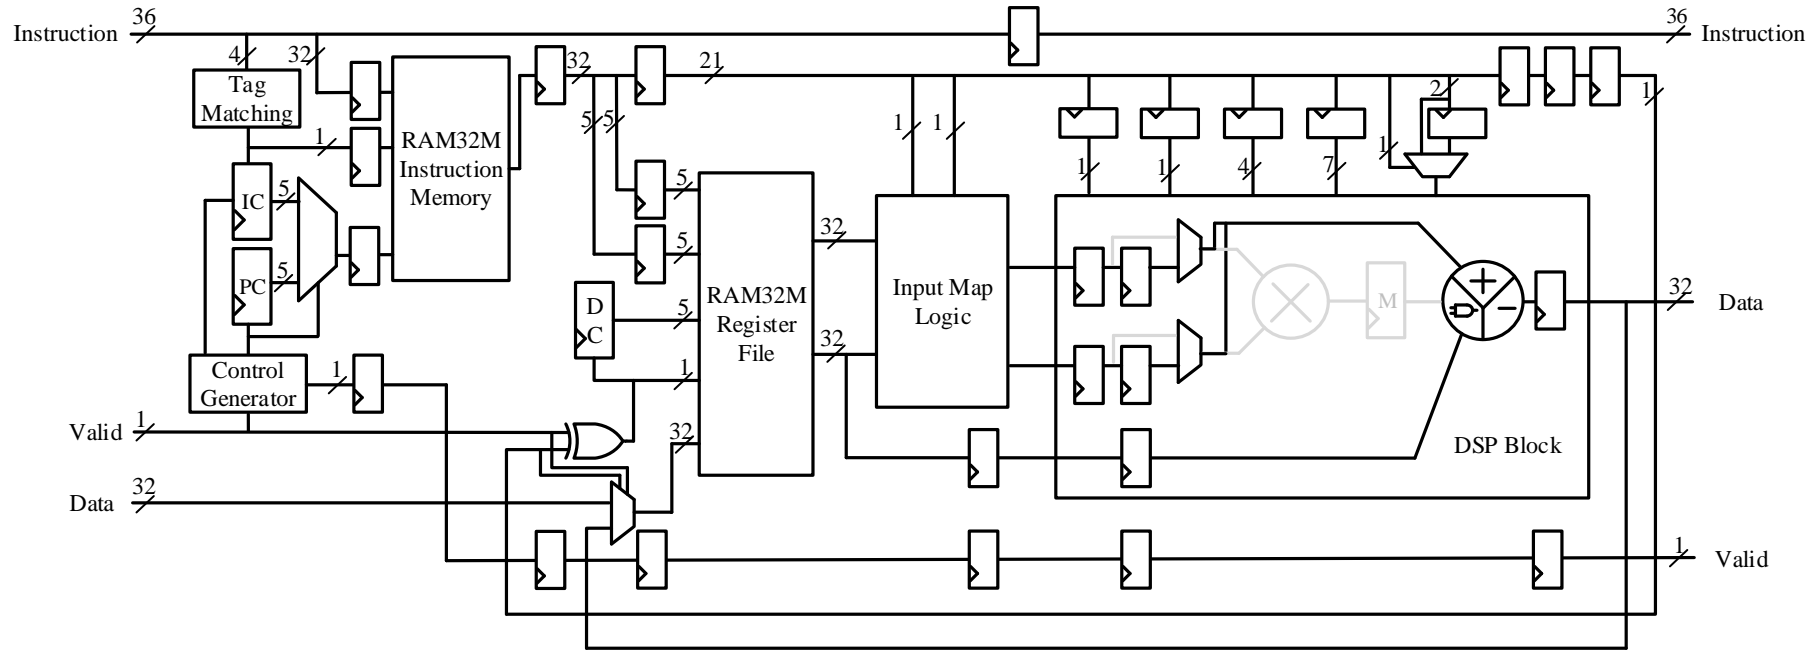 36
36
Instruction
Instruction
4
32
32
21
2
1
Tag
Matching
RAM32M
Instruction
Memory
1
5
5
1
1
1
1
1
4
7
1
IC
5
5
32
PC
5
5
Input Map
Logic
M
D
C
5
RAM32M
Register
File
32
Data
32
Control
Generator
1
1
Valid
1
32
DSP Block
Data
32
1
Valid